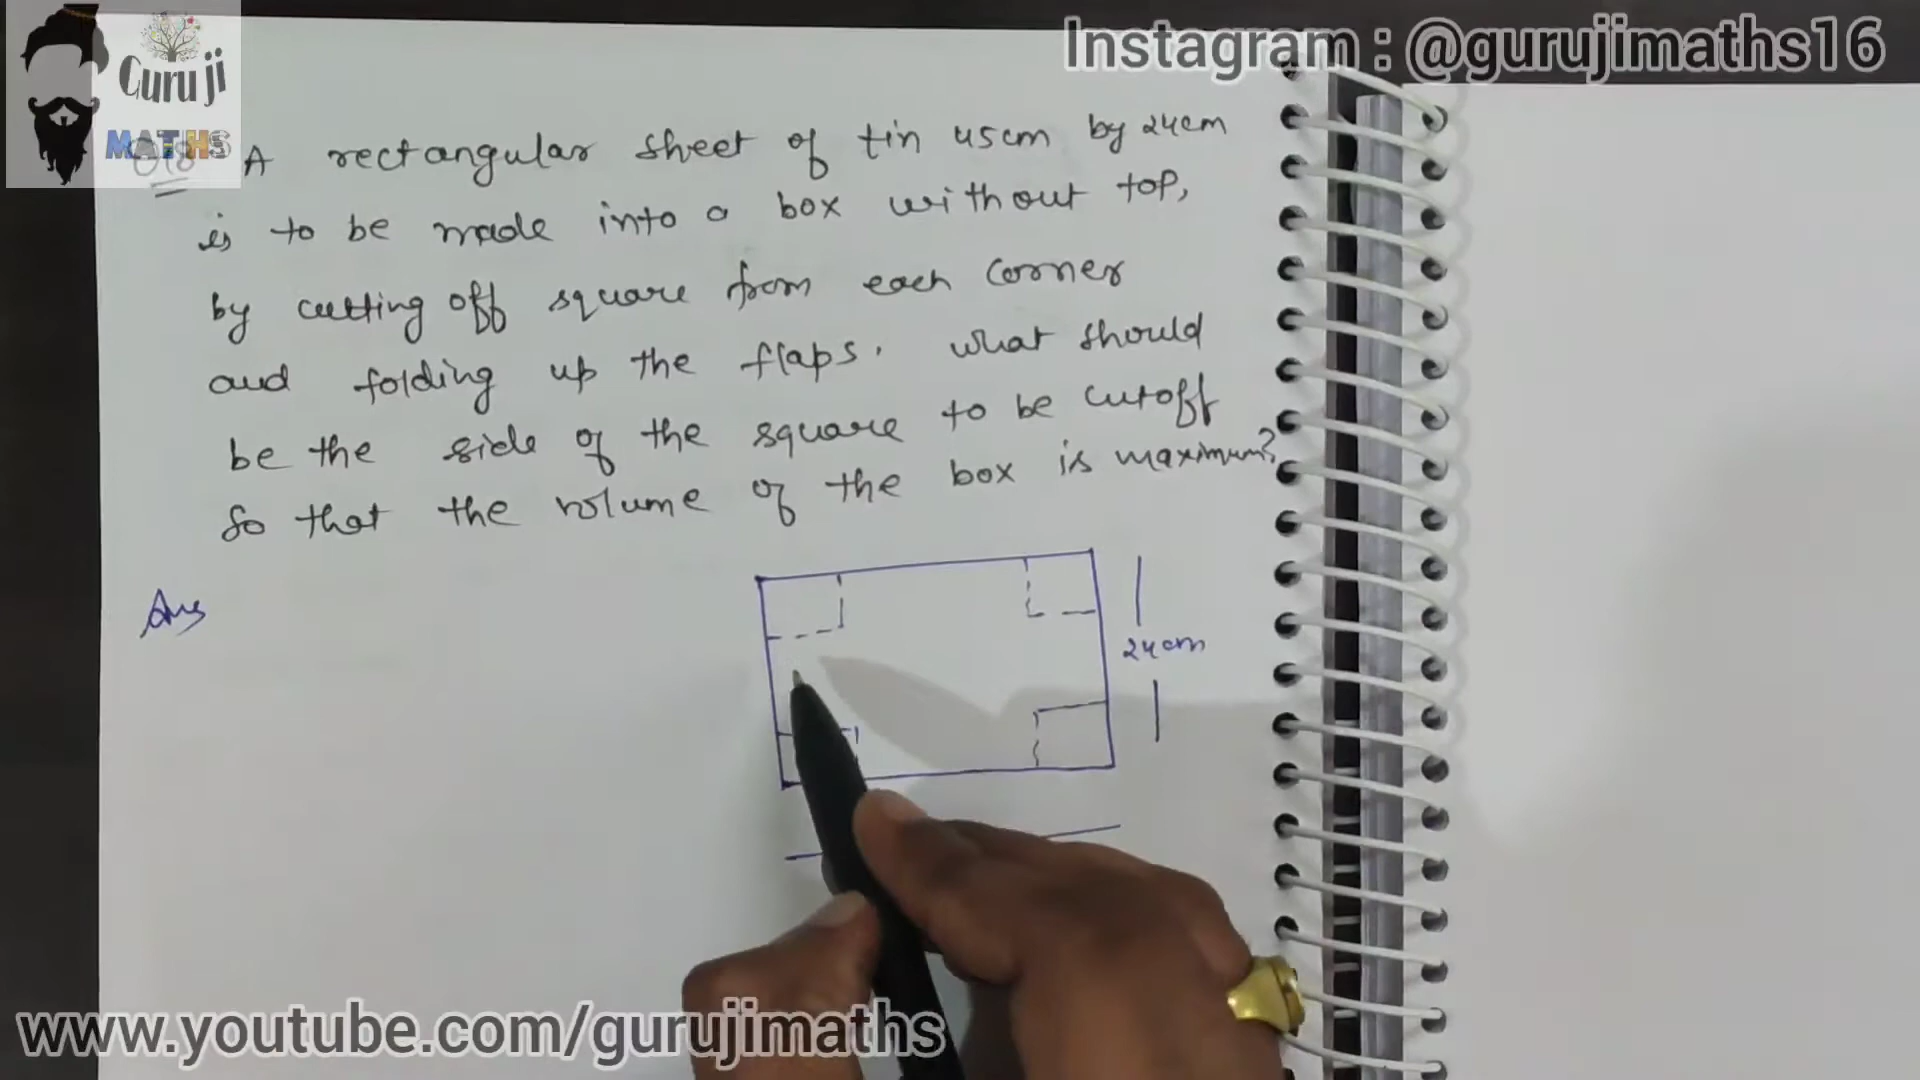 Instagram : @gurujimaths16
Guru ji
MATHS
Q18 A rectangular sheet of tin 45cm by 24cm
is to be made into a box without top,
by cutting off square from each corner
and folding up the flaps. what should
be the side of the square to be cutoff
so that the volume of the box is maximum?
Ans
24cm
www.youtube.com/gurujimaths